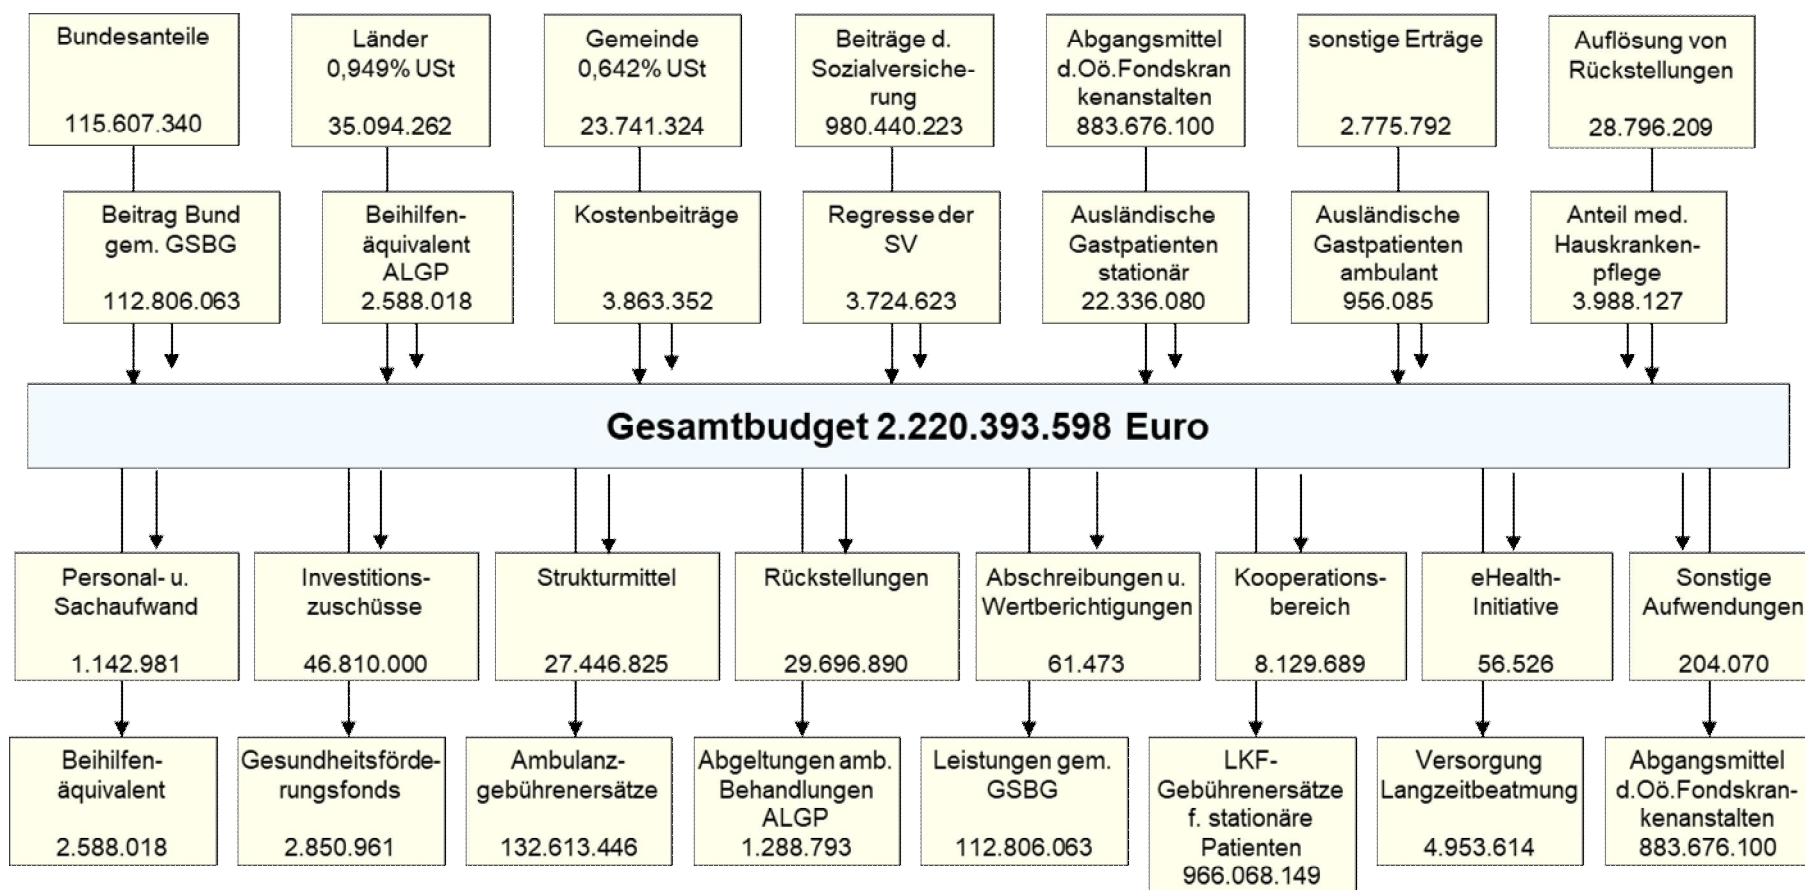 Bundesanteile
115.607.340
Länder
0,949% USt
35.094.262
Gemeinde
0,642% USt
23.741.324
Beiträge d.
Sozialversiche-
rung
980.440.223
Abgangsmittel
d.Oö.Fondskran
kenanstalten
883.676.100
sonstige Erträge
2.775.792
Auflösung von
Rückstellungen
28.796.209
Beitrag Bund
gem. GSBG
112.806.063
Beihilfen-
äquivalent
ALGP
2.588.018
Kostenbeiträge
3.863.352
Regresse der
SV
3.724.623
Ausländische
Gastpatienten
stationär
22.336.080
Ausländische
Gastpatienten
ambulant
956.085
Anteil med.
Hauskranken-
pflege
3.988.127
Gesamtbudget 2.220.393.598 Euro
Personal- u.
Sachaufwand
1.142.981
Investitions-
zuschüsse
46.810.000
Strukturmittel
27.446.825
Rückstellungen
29.696.890
Abschreibungen u.
Wertberichtigungen
61.473
Kooperations-
bereich
8.129.689
eHealth-
Initiative
56.526
Sonstige
Aufwendungen
204.070
Beihilfen-
äquivalent
2.588.018
Gesundheitsförde-
rungsfonds
2.850.961
Ambulanz-
gebührenersätze
132.613.446
Abgeltungen amb.
Behandlungen
ALGP
1.288.793
Leistungen gem.
GSBG
112.806.063
LKF-
Gebührenersätze
f. stationäre
Patienten
966.068.149
Versorgung
Langzeitbeatmung
4.953.614
Abgangsmittel
d.Oö.Fondskran-
kenanstalten
883.676.100